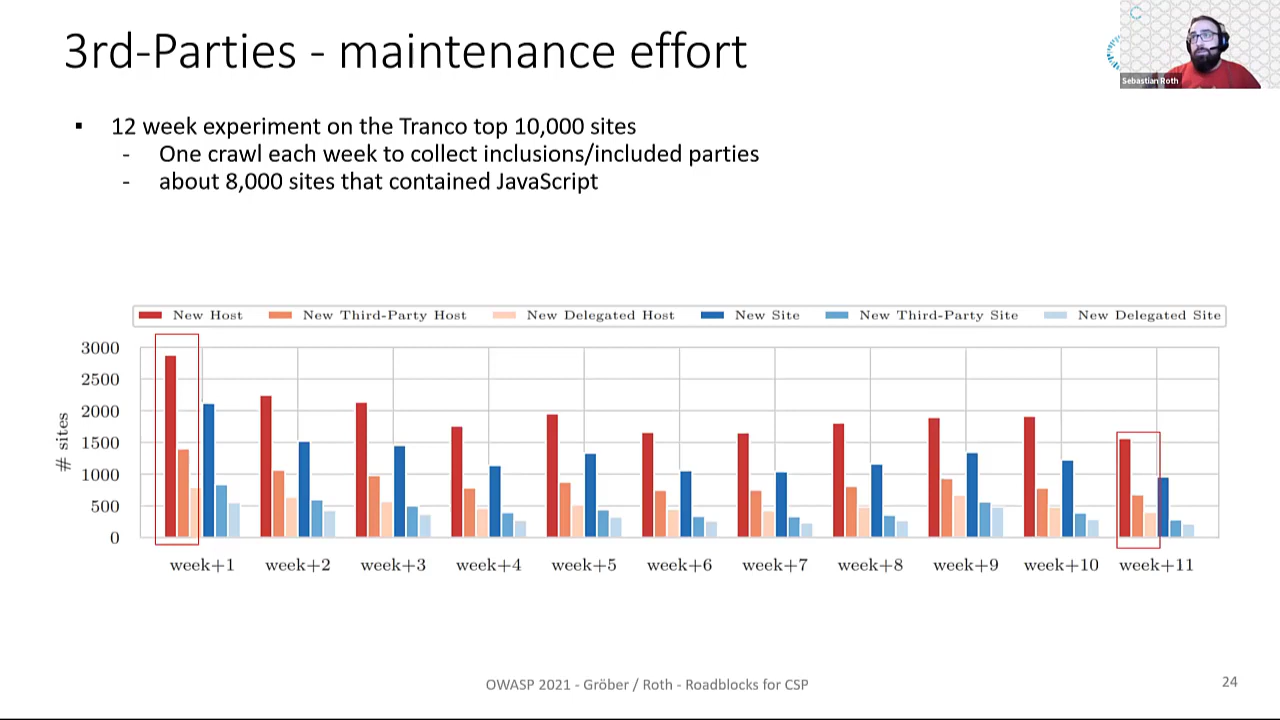 3rd-Parties - maintenance effort
Sebastian Roth
▪ 12 week experiment on the Tranco top 10,000 sites
- One crawl each week to collect inclusions/included parties
- about 8,000 sites that contained JavaScript
New Host New Third-Party Host New Delegated Host New Site New Third-Party Site New Delegated Site
3000
2500
2000
1500
1000
500
0
# sites
week+1 week+2 week+3 week+4 week+5 week+6 week+7 week+8 week+9 week+10 week+11
OWASP 2021 - Gröber / Roth - Roadblocks for CSP
24